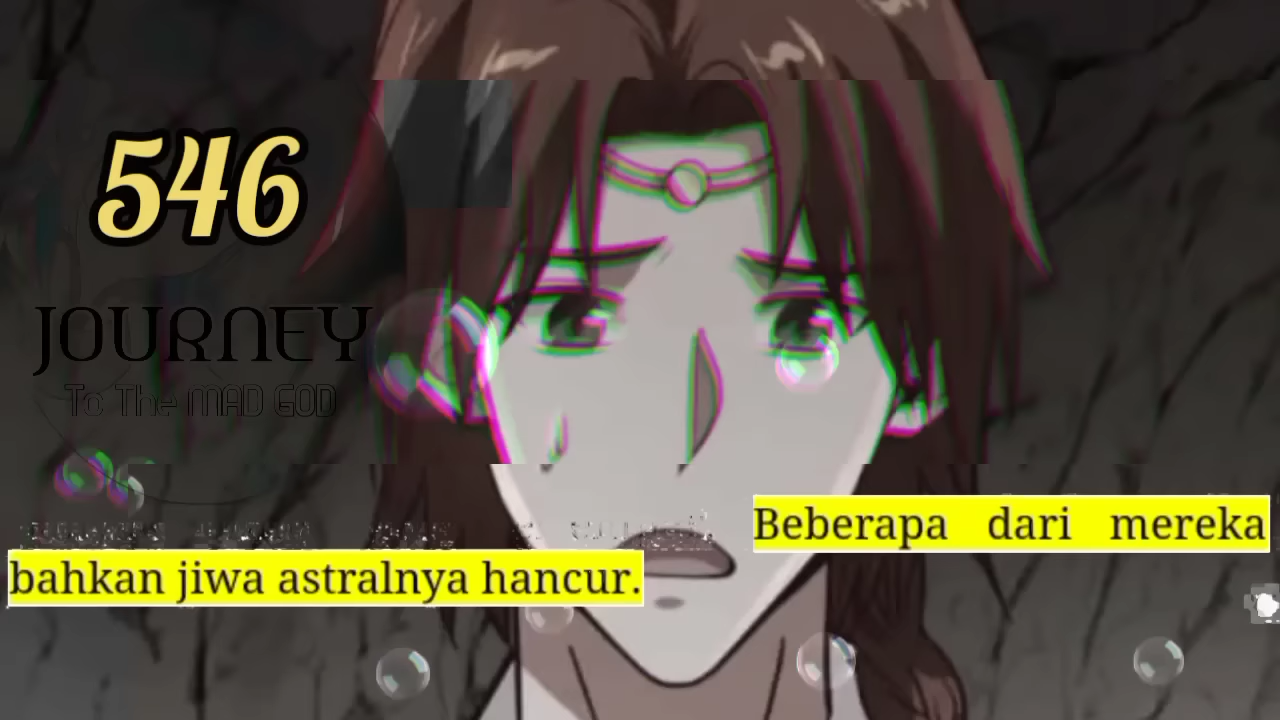 546
JOURNEY
To The MAD GOD
Beberapa dari mereka
bahkan jiwa astralnya hancur.